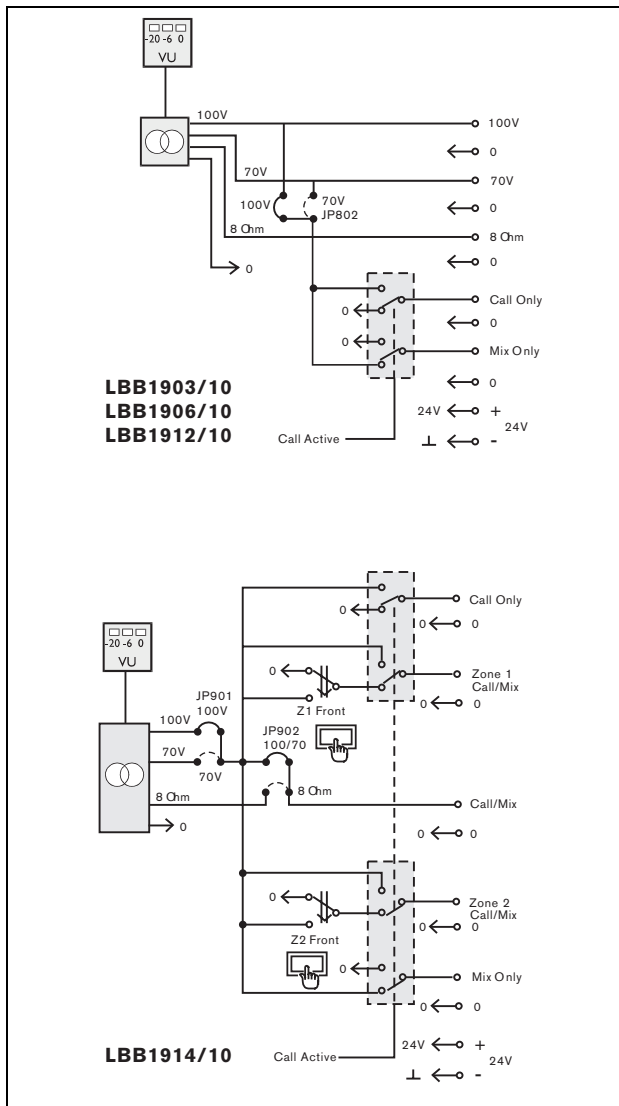 -20 -6 0
VU
100V
100V
0
70V
70V
100V
70V
JP802
0
8 Ohm
8 Ohm
0
0
Call Only
0
0
0
Mix Only
0
LBB1903/10
LBB1906/10
LBB1912/10
24V + 24V
Call Active
⊥ -
Call Only
0
0 0
-20 -6 0
VU
0
Zone 1
Call/Mix
JP901
100V
100V
Z1 Front
0 0
JP902
100/70
70V
70V
8 Ohm
8 Ohm
Call/Mix
0
0 0
0
Zone 2
Call/Mix
0 0
Z2 Front
0
Mix Only
0 0
LBB1914/10
24V + 24V
Call Active
⊥ -